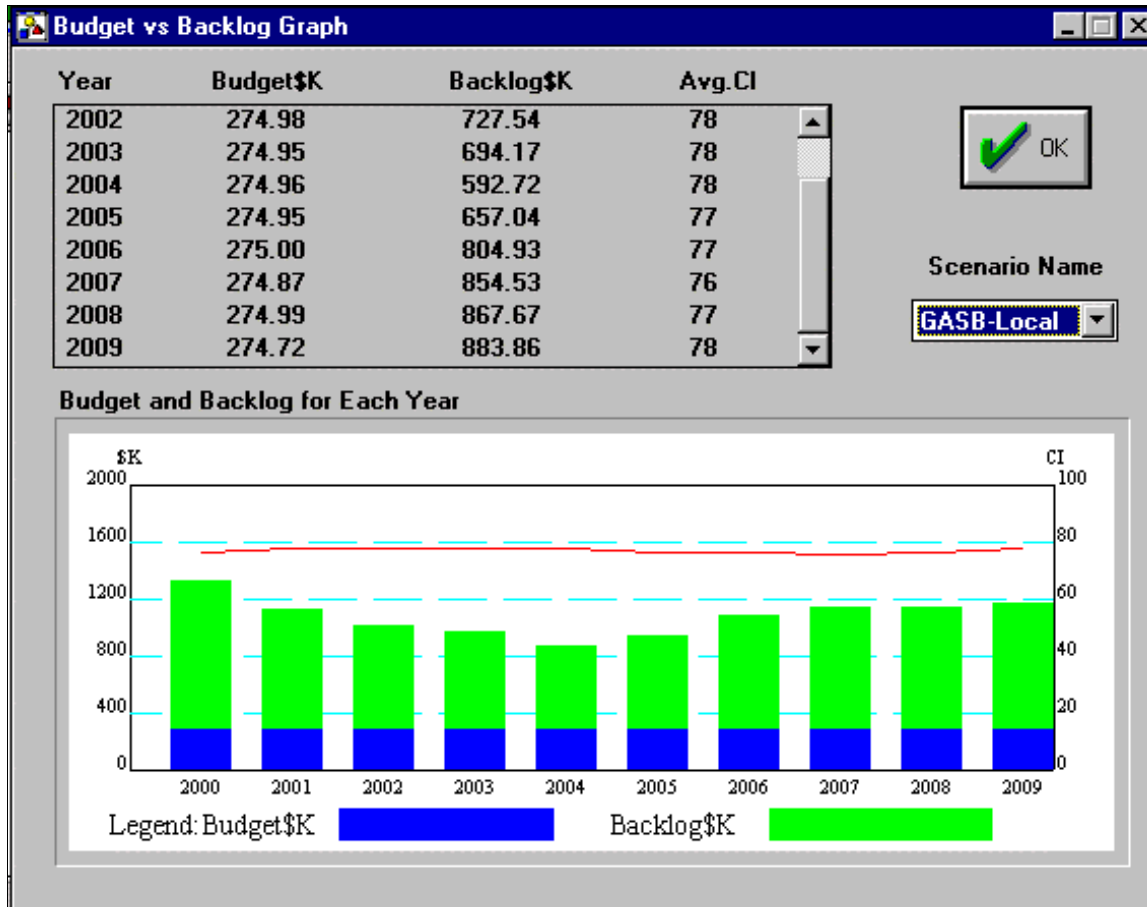 Budget vs Backlog Graph
Year Budget$K Backlog$K Avg.CI
2002 274.98 727.54 78
2003 274.95 694.17 78
2004 274.96 592.72 78
2005 274.95 657.04 77
2006 275.00 804.93 77
2007 274.87 854.53 76
2008 274.99 867.67 77
2009 274.72 883.86 78
OK
Scenario Name
GASB-Local
Budget and Backlog for Each Year
$K CI
2000 100
1600 80
1200 60
800 40
400 20
0 0
2000 2001 2002 2003 2004 2005 2006 2007 2008 2009
Legend: Budget$K Backlog$K